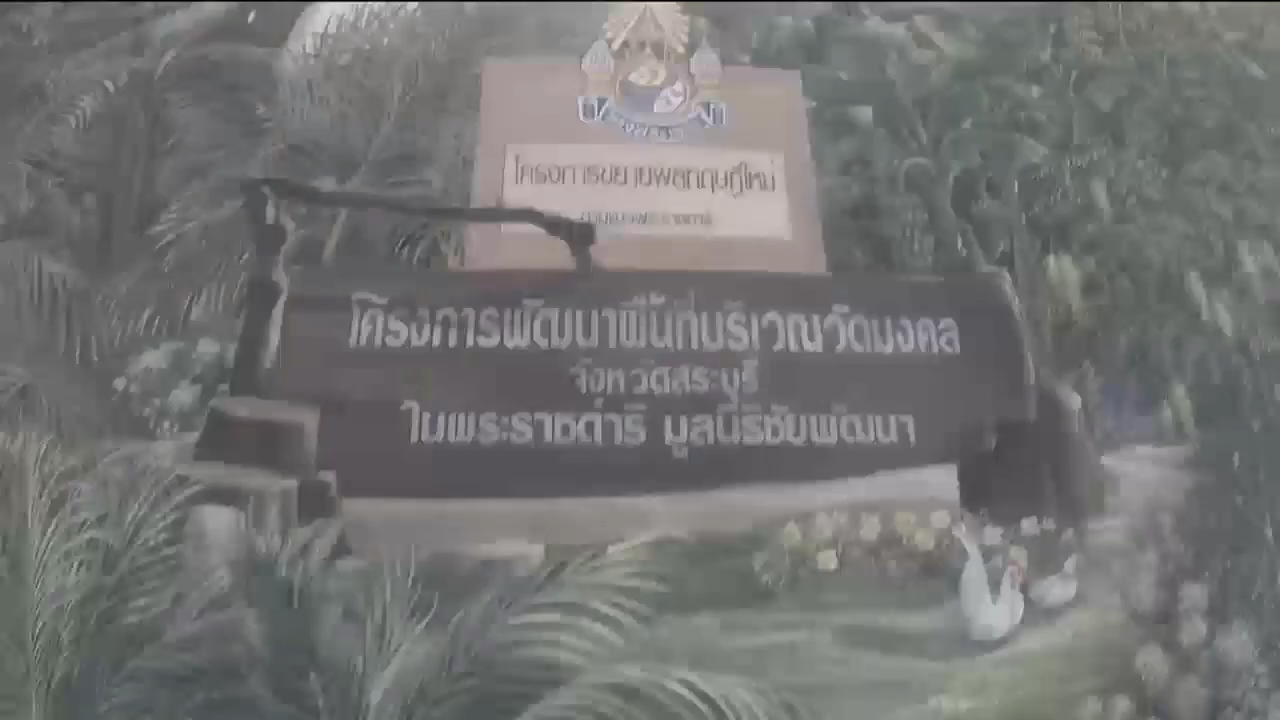 โครงการขยายผลทฤษฎีใหม่
โครงการพัฒนาพื้นที่บริเวณวัดมงคล
จังหวัดสระบุรี
ในพระราชดำริ มูลนิธิชัยพัฒนา